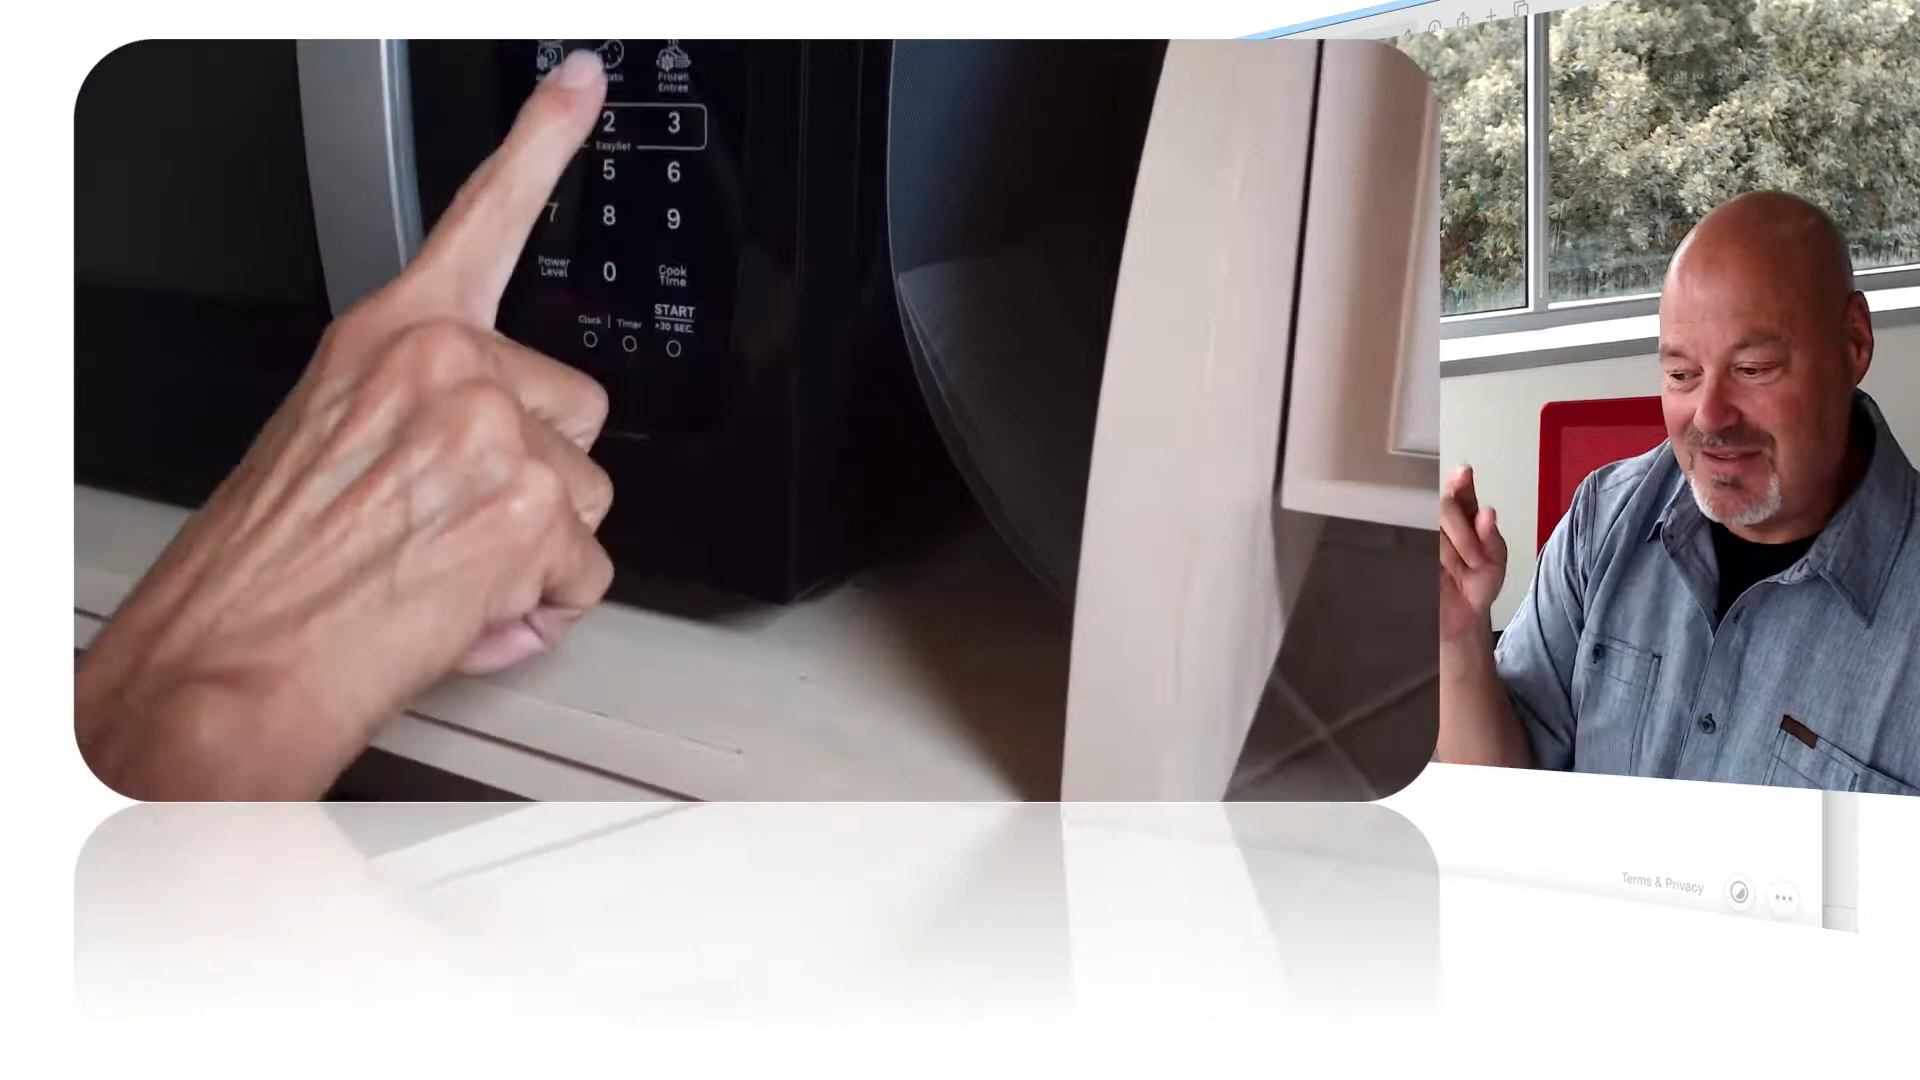 Frozen
Entree
2 3
EasySet
5 6
7 8 9
Power
Level
0
Cook
Time
START
+30 SEC.
Clock | Timer
Terms & Privacy